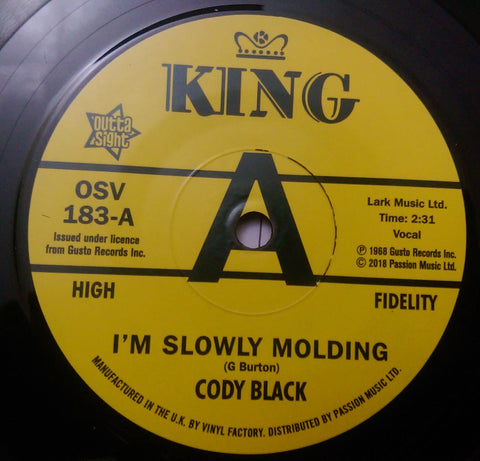 K
KING
Outta
Sight
A
OSV
183-A
Issued under licence
from Gusto Records Inc.
Lark Music Ltd.
Time: 2:31
Vocal
Ⓟ 1968 Gusto Records Inc.
© 2018 Passion Music Ltd.
HIGH
FIDELITY
I'M SLOWLY MOLDING
(G Burton)
CODY BLACK
MANUFACTURED IN THE U.K. BY VINYL FACTORY. DISTRIBUTED BY PASSION MUSIC LTD.